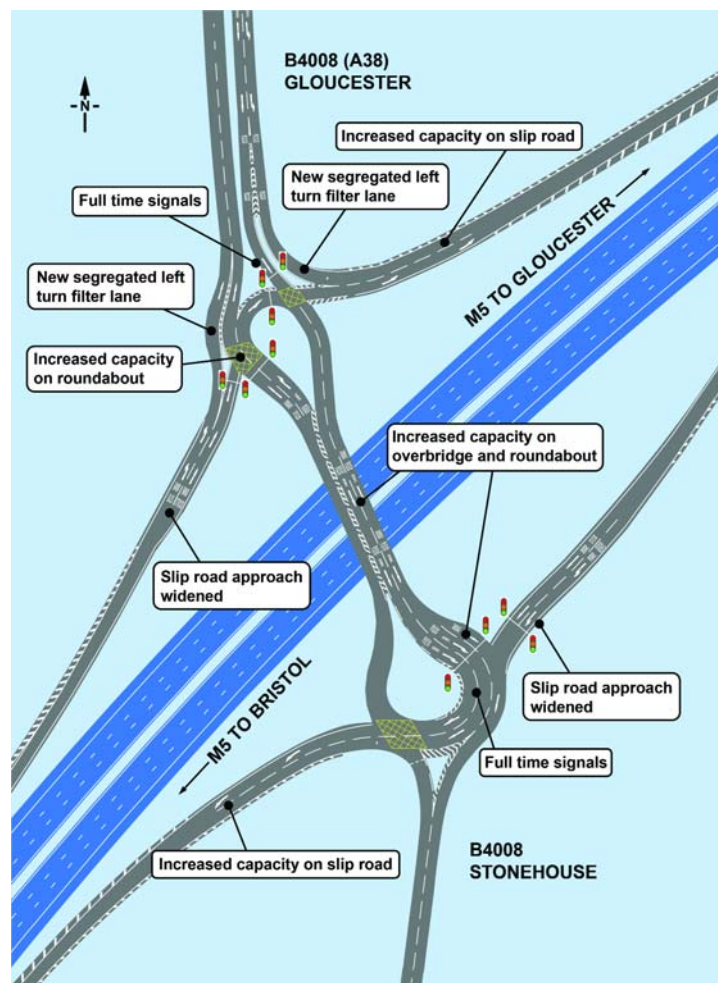 B4008 (A38)
GLOUCESTER
N
Increased capacity on slip road
New segregated left
turn filter lane
Full time signals
M5 TO GLOUCESTER
New segregated left
turn filter lane
Increased capacity
on roundabout
Increased capacity on
overbridge and roundabout
Slip road approach
widened
M5 TO BRISTOL
Slip road approach
widened
Full time signals
Increased capacity on slip road
B4008
STONEHOUSE